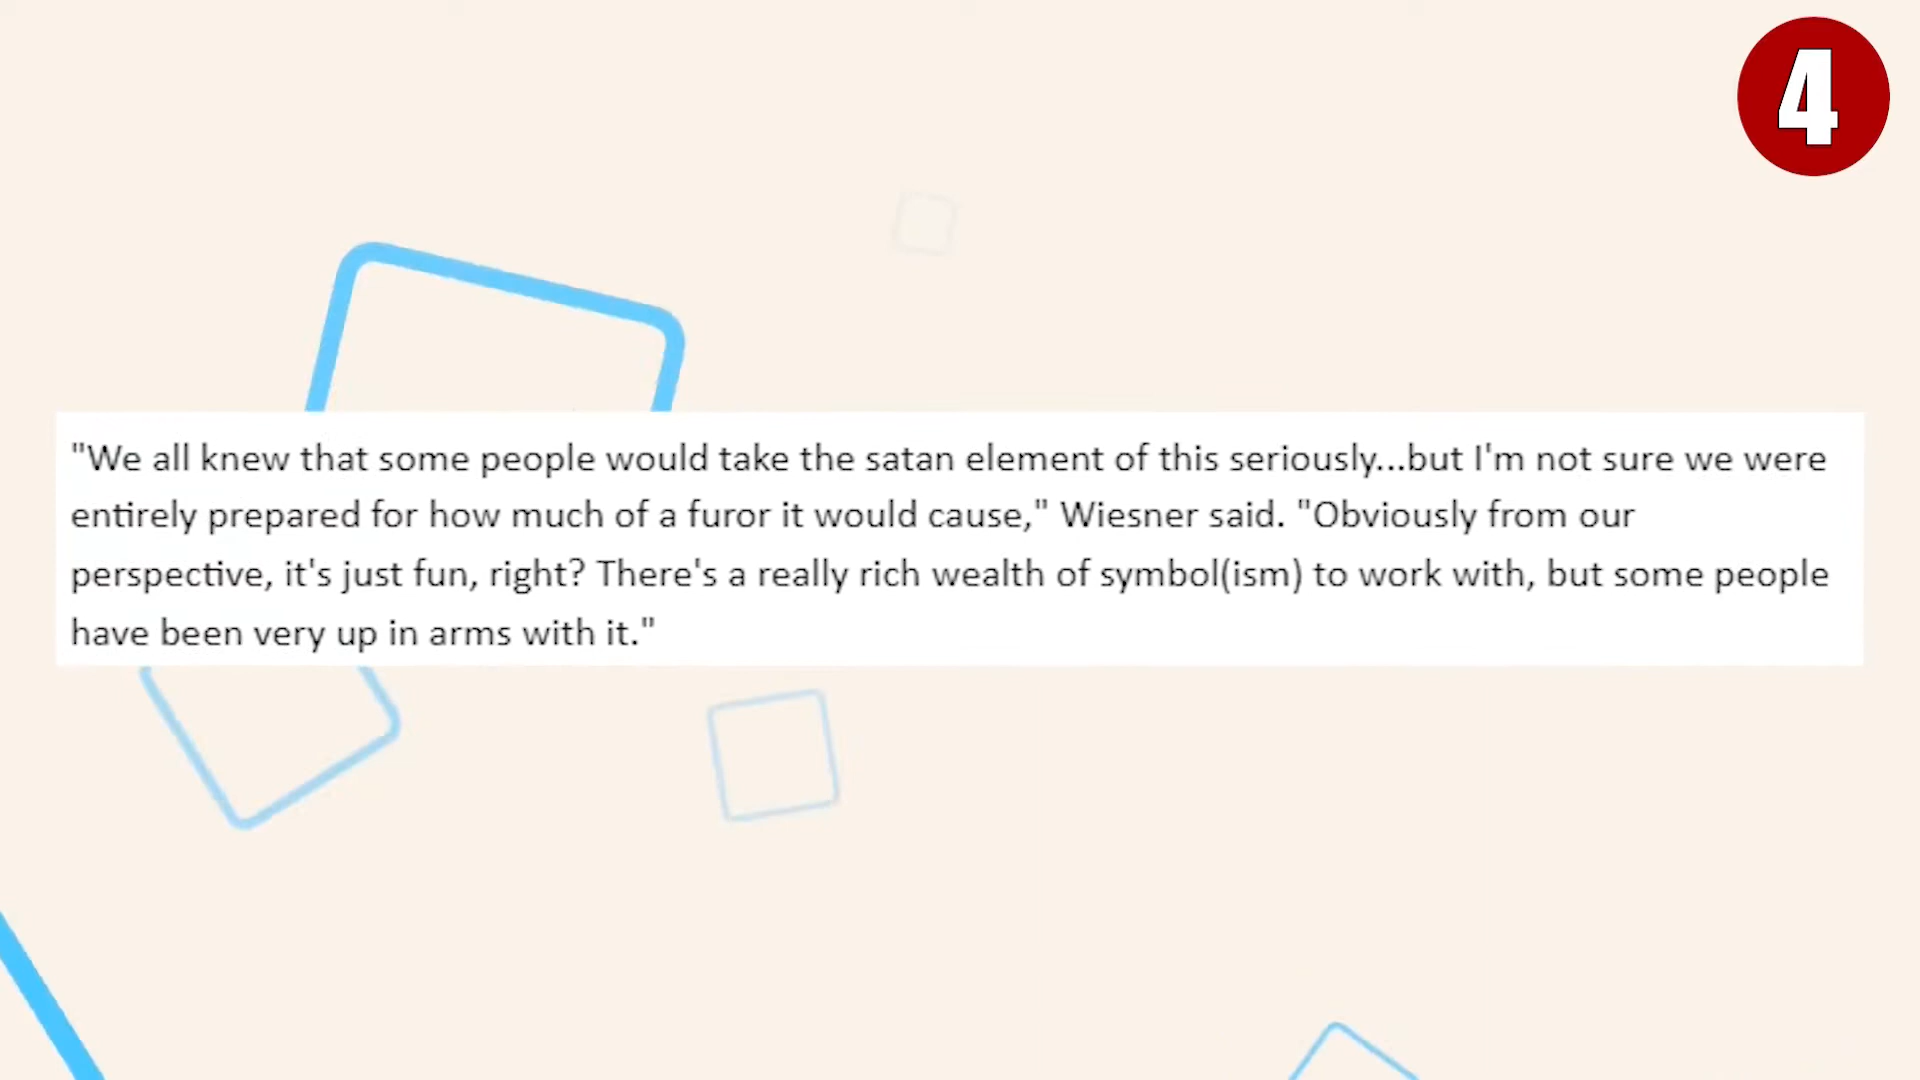 4
"We all knew that some people would take the satan element of this seriously...but I'm not sure we were
entirely prepared for how much of a furor it would cause," Wiesner said. "Obviously from our
perspective, it's just fun, right? There's a really rich wealth of symbol(ism) to work with, but some people
have been very up in arms with it."